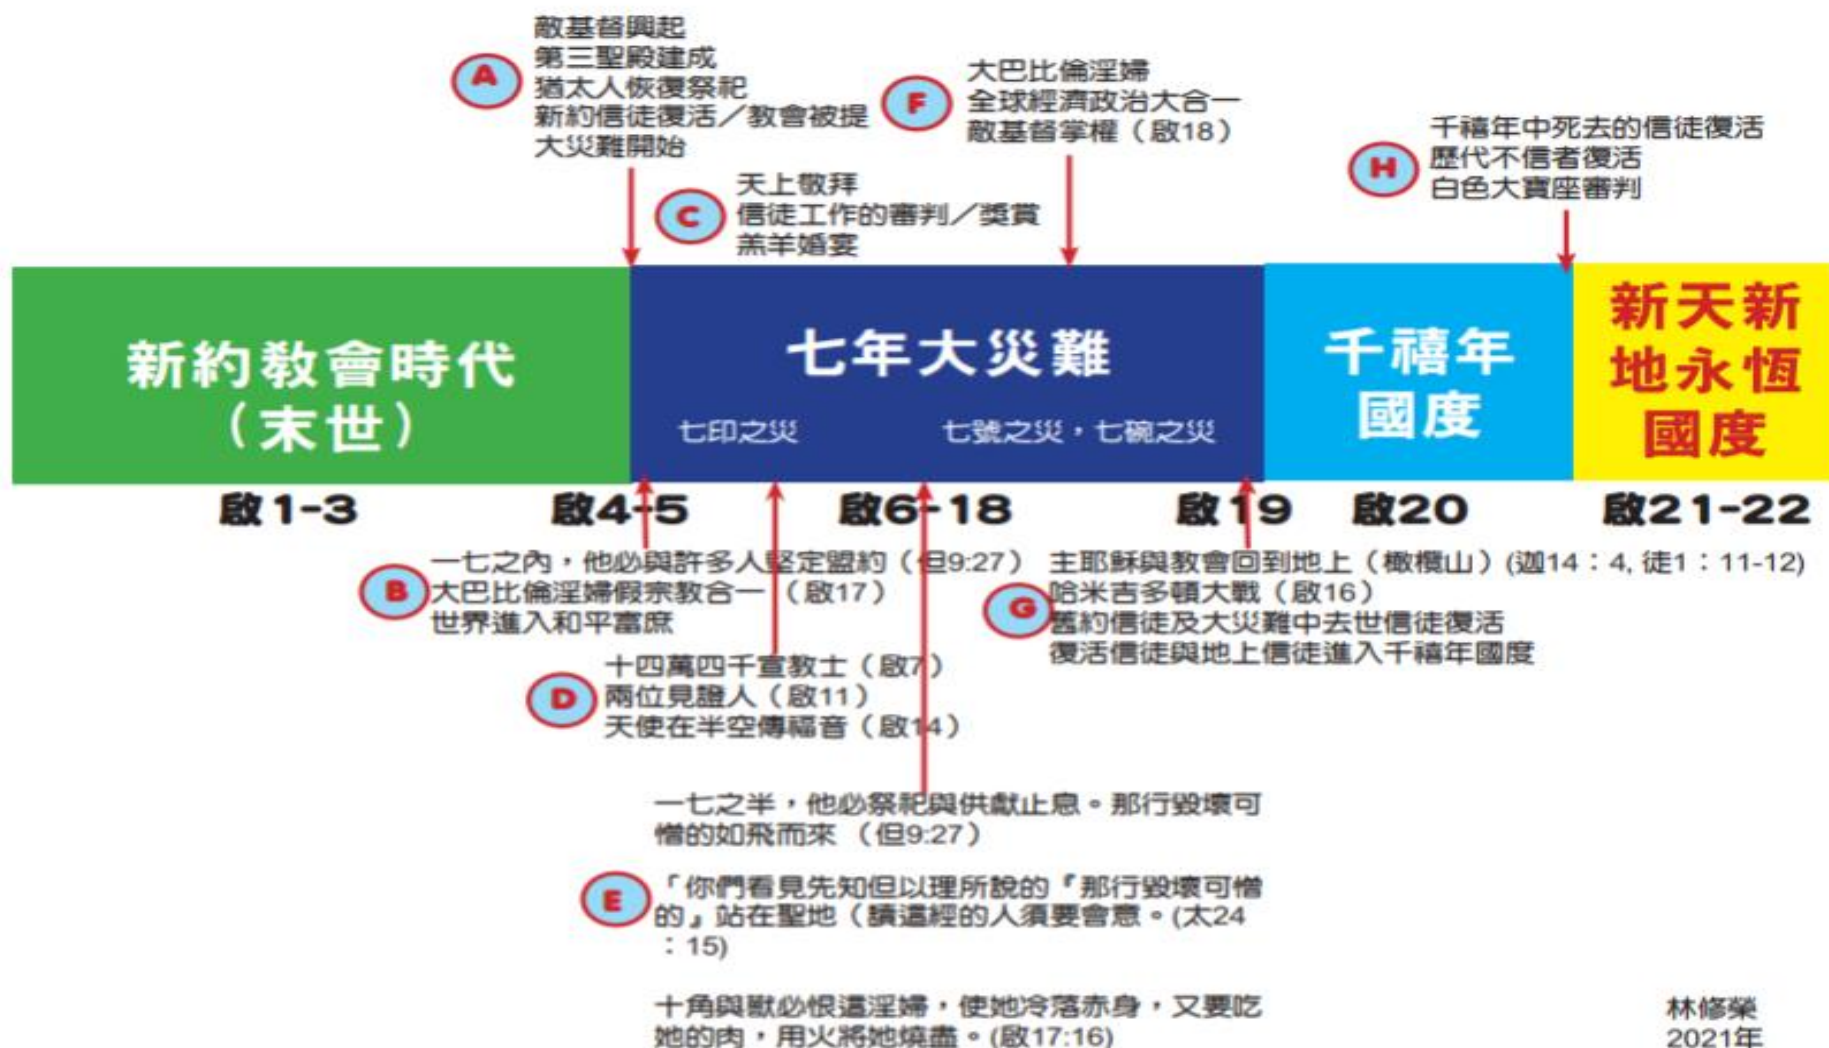 A
敵基督興起
第三聖殿建成
猶太人恢復祭祀
新約信徒復活／教會被提
大災難開始
F
大巴比倫淫婦
全球經濟政治大合一
敵基督掌權（啟18）
H
千禧年中死去的信徒復活
歷代不信者復活
白色大寶座審判
C
天上敬拜
信徒工作的審判／獎賞
羔羊婚宴
新約教會時代
（末世）
七年大災難
七印之災
七號之災，七碗之災
千禧年
國度
新天新
地永恆
國度
啟1-3
啟4-5
啟6-18
啟19
啟20
啟21-22
B
一七之內，他必與許多人堅定盟約（但9:27）
大巴比倫淫婦假宗教合一（啟17）
世界進入和平富庶
G
主耶穌與教會回到地上（橄欖山）(迦14：4, 徒1：11-12)
哈米吉多頓大戰（啟16）
舊約信徒及大災難中去世信徒復活
復活信徒與地上信徒進入千禧年國度
D
十四萬四千宣教士（啟7）
兩位見證人（啟11）
天使在半空傳福音（啟14）
一七之半，他必祭祀與供獻止息。那行毀壞可
憎的如飛而來 （但9:27）
E
「你們看見先知但以理所說的『那行毀壞可憎
的』站在聖地（讀這經的人須要會意。(太24
：15)
十角與獸必恨這淫婦，使她冷落赤身，又要吃
她的肉，用火將她燒盡。(啟17:16)
林修榮
2021年